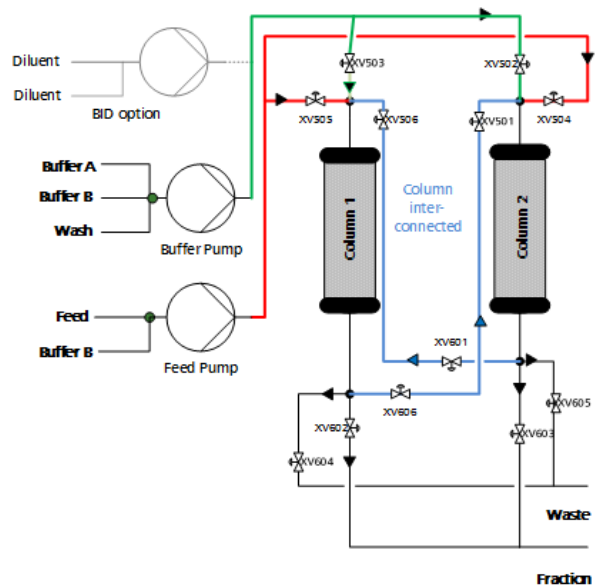 Diluent
Diluent
BID option
Buffer A
Buffer B
Wash
Buffer Pump
Feed
Buffer B
Feed Pump
XV503
XV502
XV505
XV506
XV501
XV504
Column 1
Column
inter-
connected
Column 2
XV601
XV606
XV605
XV602
XV603
XV604
Waste
Fraction